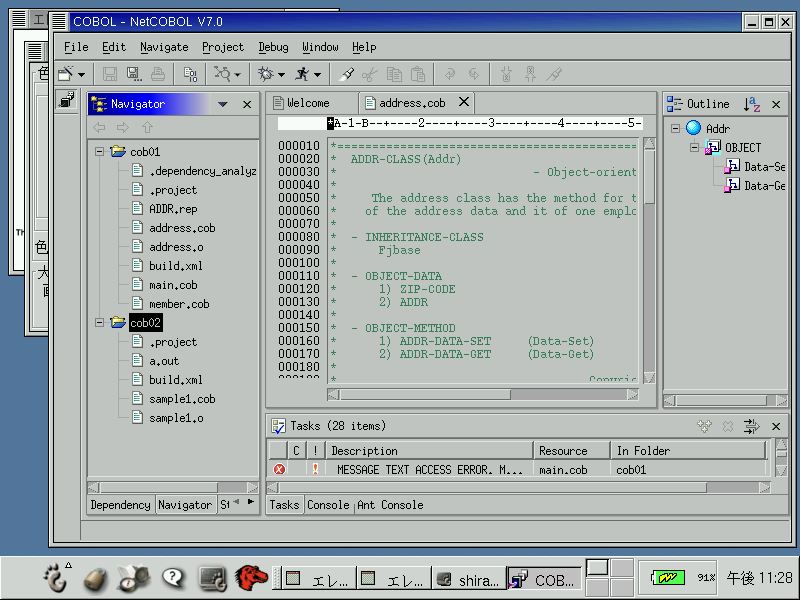 COBOL - NetCOBOL V7.0
File Edit Navigate Project Debug Window Help
Navigator
cob01
.dependency_analyz
.project
ADDR.rep
address.cob
address.o
build.xml
main.cob
member.cob
cob02
.project
a.out
build.xml
sample1.cob
sample1.o
Dependency Navigator St
Welcome address.cob
A-1-B--+----2----+----3----+----4----+----5-
000010 *==========================================
000020 * ADDR-CLASS(Addr)
000030 * - Object-orient
000040 *
000050 * The address class has the method for t
000060 * of the address data and it of one emplo
000070 *
000080 * - INHERITANCE-CLASS
000090 * Fjbase
000100 *
000110 * - OBJECT-DATA
000120 * 1) ZIP-CODE
000130 * 2) ADDR
000140 *
000150 * - OBJECT-METHOD
000160 * 1) ADDR-DATA-SET (Data-Set)
000170 * 2) ADDR-DATA-GET (Data-Get)
000180 *
000190 * Copyric
Outline
Addr
OBJECT
Data-Se
Data-Ge
Tasks (28 items)
C ! Description Resource In Folder
! MESSAGE TEXT ACCESS ERROR. M... main.cob cob01
Tasks Console Ant Console
エレ... エレ... shira... COB... 91% 午後 11:28